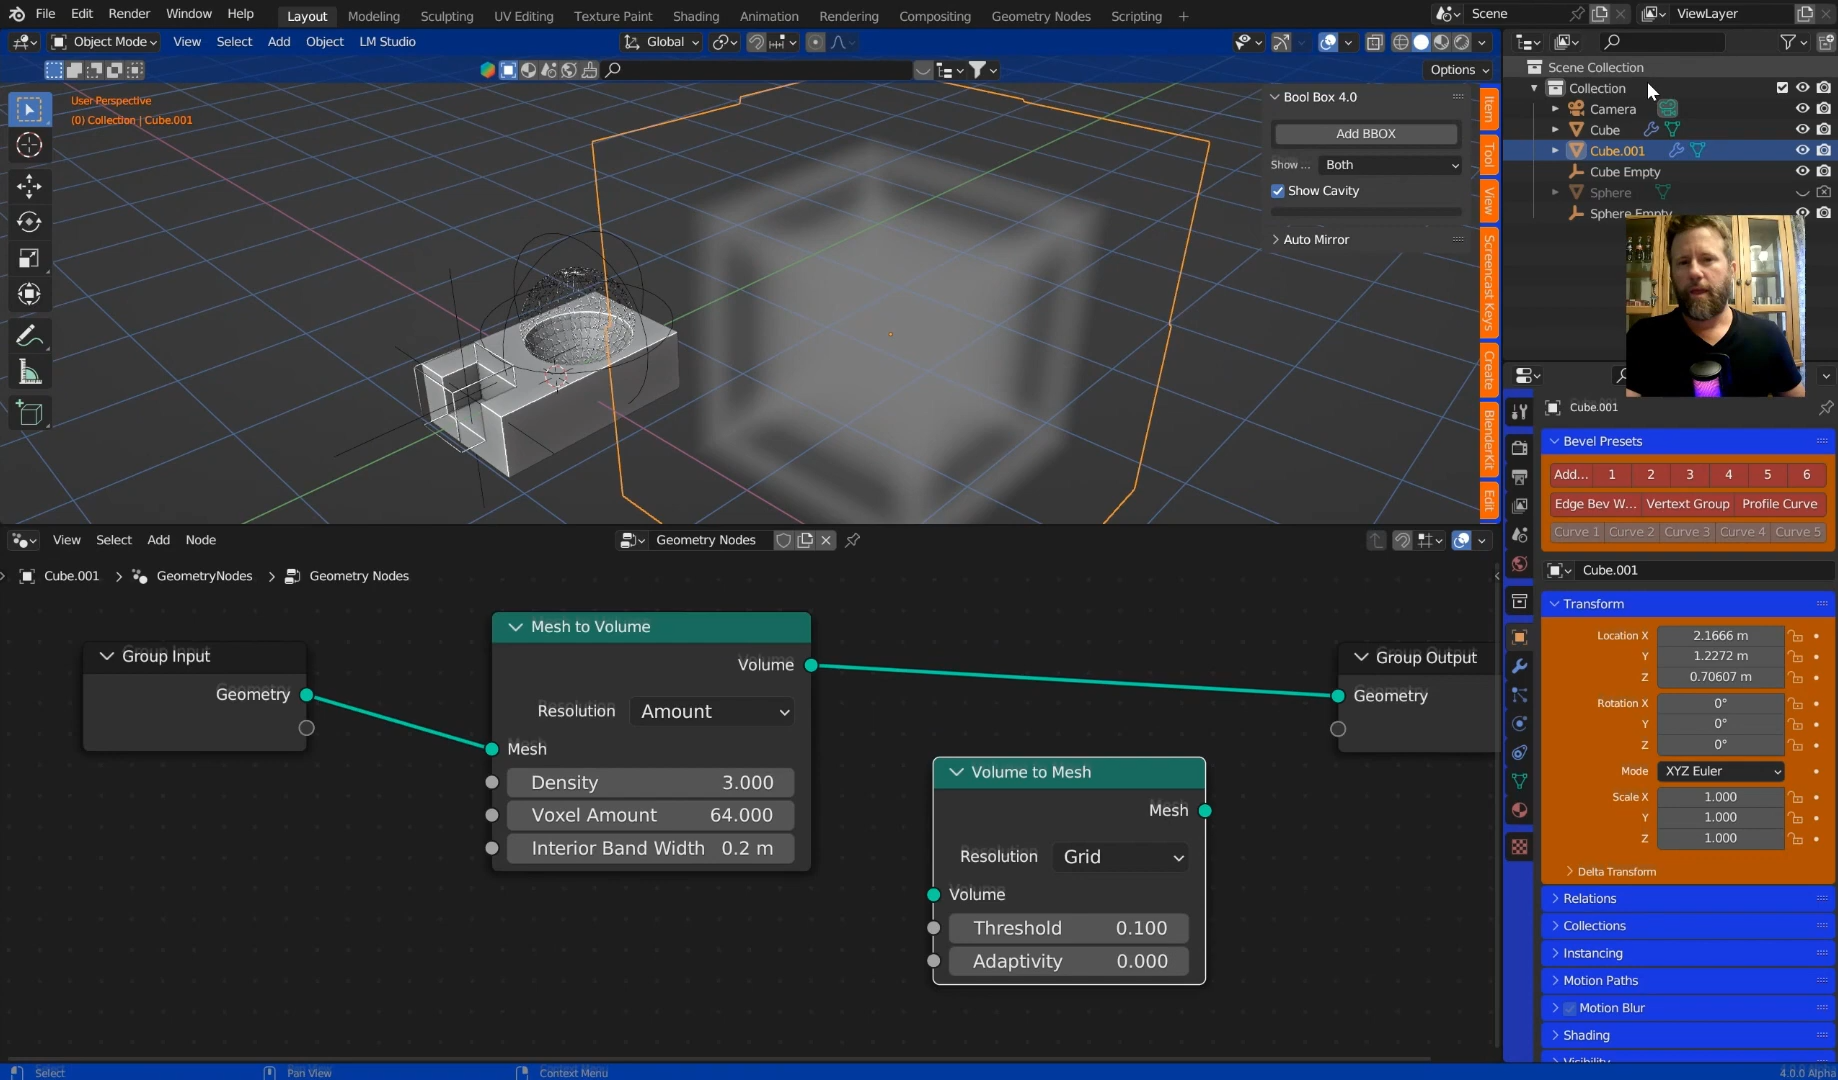 File Edit Render Window Help
Layout Modeling Sculpting UV Editing Texture Paint Shading Animation Rendering Compositing Geometry Nodes Scripting +
Scene
ViewLayer
Object Mode View Select Add Object LM Studio
Global
Options
User Perspective
(0) Collection | Cube.001
Bool Box 4.0
Add BBOX
Show ... Both
Show Cavity
Auto Mirror
Item
Tool
View
Screencast Keys
Create
BlenderKit
Edit
Scene Collection
Collection
Camera
Cube
Cube.001
Cube Empty
Sphere
Sphere Empty
Cube.001
Bevel Presets
Add... 1 2 3 4 5 6
Edge Bev W... Vertext Group Profile Curve
Curve 1 Curve 2 Curve 3 Curve 4 Curve 5
Cube.001
Transform
Location X 2.1666 m
Y 1.2272 m
Z 0.70607 m
Rotation X 0°
Y 0°
Z 0°
Mode XYZ Euler
Scale X 1.000
Y 1.000
Z 1.000
Delta Transform
Relations
Collections
Instancing
Motion Paths
Motion Blur
Shading
Visibility
View Select Add Node
Geometry Nodes
Cube.001 > GeometryNodes > Geometry Nodes
Group Input
Geometry
Mesh to Volume
Volume
Resolution Amount
Mesh
Density 3.000
Voxel Amount 64.000
Interior Band Width 0.2 m
Volume to Mesh
Mesh
Resolution Grid
Volume
Threshold 0.100
Adaptivity 0.000
Group Output
Geometry
Select
Pan View
Context Menu
4.0.0 Alpha